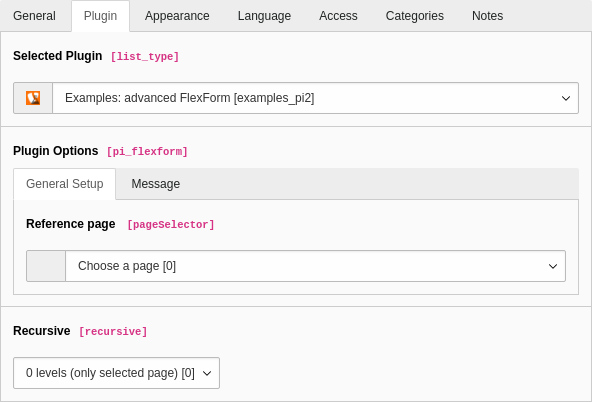 General Plugin Appearance Language Access Categories Notes
Selected Plugin [list_type]
Examples: advanced FlexForm [examples_pi2]
Plugin Options [pi_flexform]
General Setup Message
Reference page [pageSelector]
Choose a page [0]
Recursive [recursive]
0 levels (only selected page) [0]